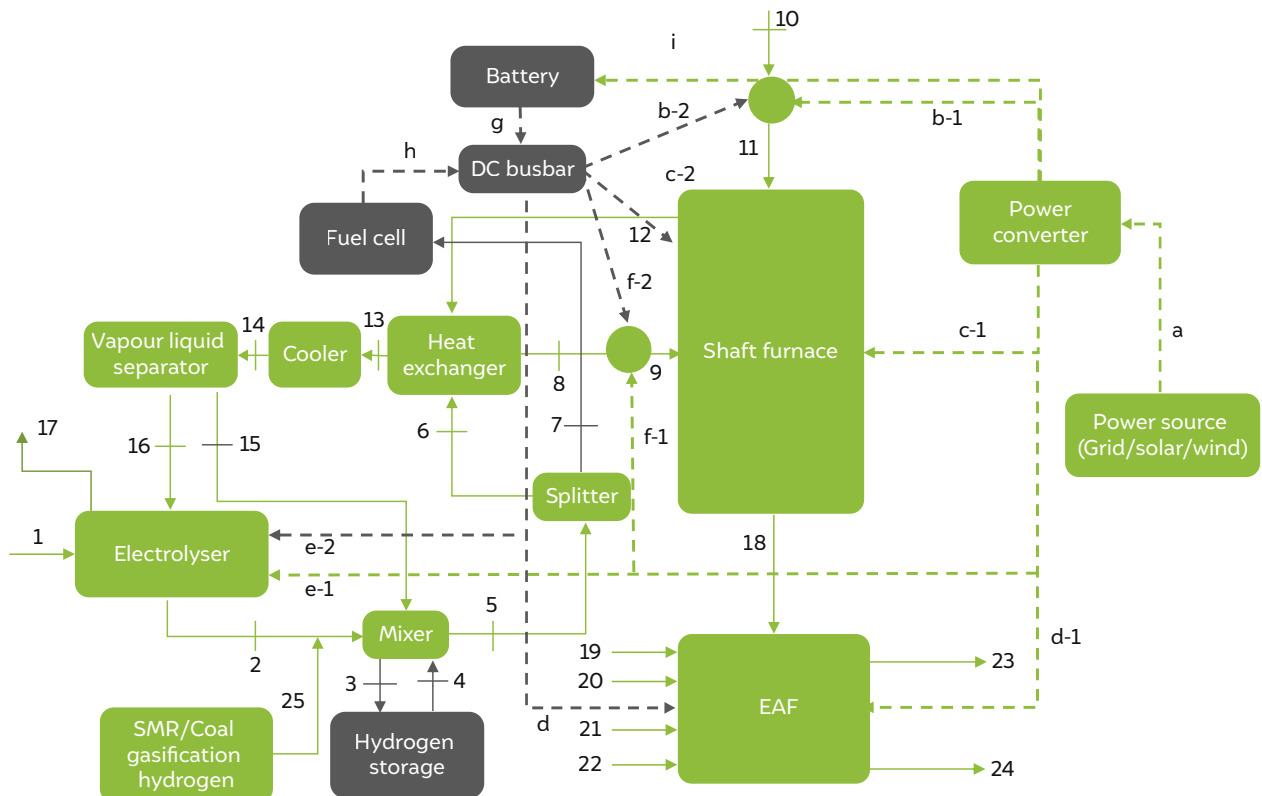 10
i
Battery
b-2
b-1
g
h
DC busbar
11
c-2
Power
converter
Fuel cell
12
f-2
a
14
13
Vapour liquid
separator
Cooler
Heat
exchanger
8
9
Shaft furnace
c-1
17
16
15
6
7
f-1
Power source
(Grid/solar/wind)
Splitter
1
Electrolyser
e-2
18
e-1
2
Mixer
5
d-1
19
23
3
4
20
25
EAF
SMR/Coal
gasification
hydrogen
Hydrogen
storage
d
21
22
24